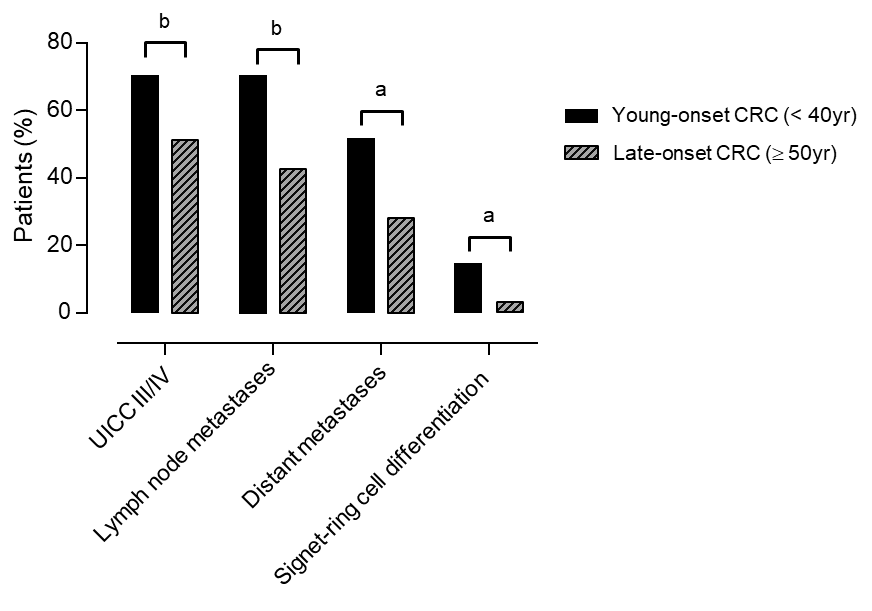 b
b
a
a
80
60
40
20
0
Patients (%)
Young-onset CRC (< 40yr)
Late-onset CRC (≥ 50yr)
UICC III/IV
Lymph node metastases
Distant metastases
Signet-ring cell differentiation